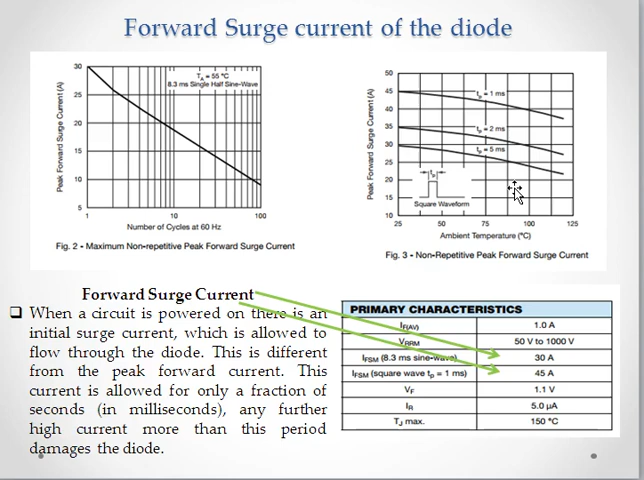 Forward Surge current of the diode
30
25
20
15
10
5
1
10
100
Peak Forward Surge Current (A)
TA = 55 °C
8.3 ms Single Half Sine-Wave
Number of Cycles at 60 Hz
Fig. 2 - Maximum Non-repetitive Peak Forward Surge Current
50
45
40
35
30
25
20
15
10
25
50
75
100
125
Peak Forward Surge Current (A)
tp = 1 ms
tp = 2 ms
tp = 5 ms
tp
Square Waveform
Ambient Temperature (°C)
Fig. 3 - Non-Repetitive Peak Forward Surge Current
Forward Surge Current
❑ When a circuit is powered on there is an
initial surge current, which is allowed to
flow through the diode. This is different
from the peak forward current. This
current is allowed for only a fraction of
seconds (in milliseconds), any further
high current more than this period
damages the diode.
PRIMARY CHARACTERISTICS
IF(AV) 1.0 A
VRRM 50 V to 1000 V
IFSM (8.3 ms sine-wave) 30 A
IFSM (square wave tp = 1 ms) 45 A
VF 1.1 V
IR 5.0 µA
TJ max. 150 °C